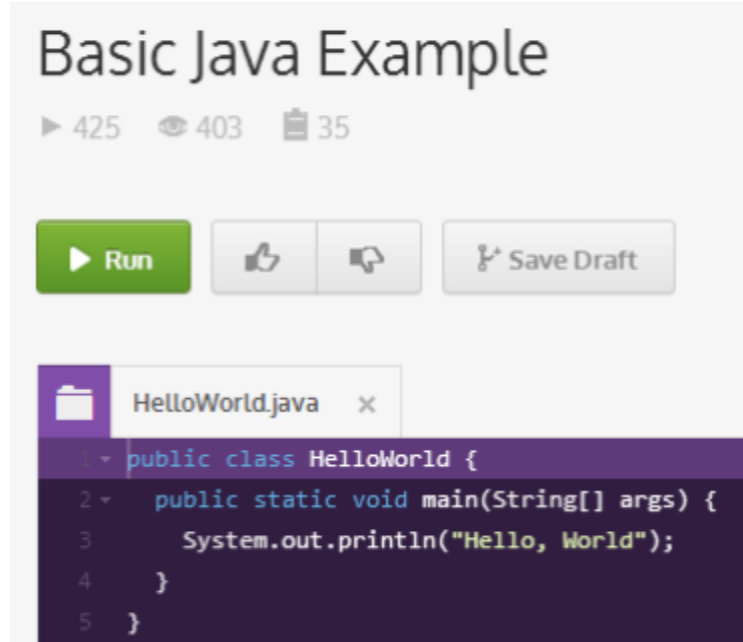 Basic Java Example
425 403 35
Run Save Draft
HelloWorld.java ×
1 public class HelloWorld {
2 public static void main(String[] args) {
3 System.out.println("Hello, World");
4 }
5 }